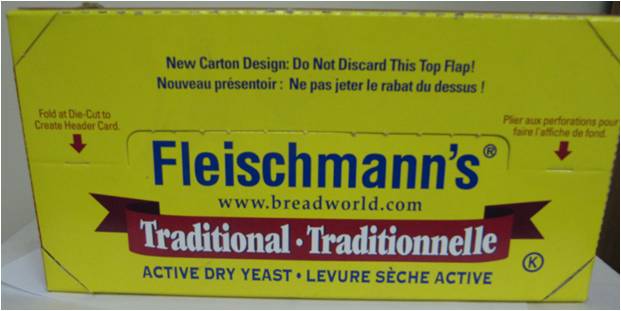 New Carton Design: Do Not Discard This Top Flap!
Nouveau présentoir : Ne pas jeter le rabat du dessus !
Fold at Die-Cut to
Create Header Card.
Plier aux perforations pour
faire l'affiche de fond.
Fleischmann's®
www.breadworld.com
Traditional · Traditionnelle
ACTIVE DRY YEAST • LEVURE SÈCHE ACTIVE
K